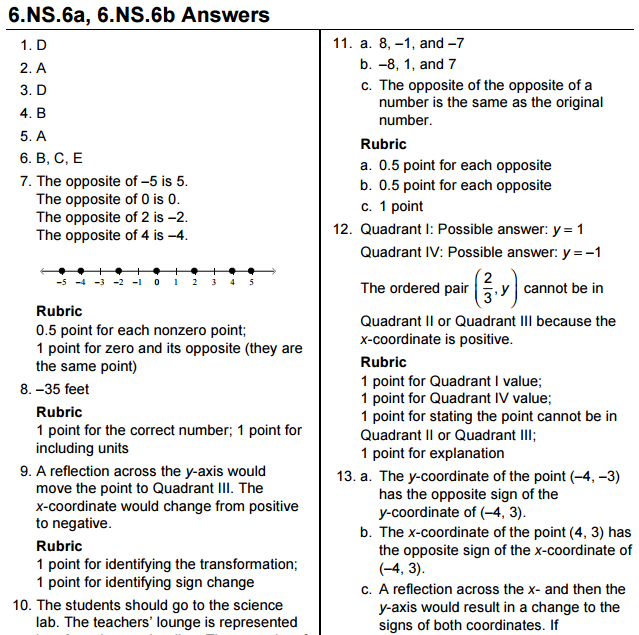 6.NS.6a, 6.NS.6b Answers
1. D
2. A
3. D
4. B
5. A
6. B, C, E
7. The opposite of –5 is 5.
The opposite of 0 is 0.
The opposite of 2 is –2.
The opposite of 4 is –4.
–5 –4 –3 –2 –1 0 1 2 3 4 5
Rubric
0.5 point for each nonzero point;
1 point for zero and its opposite (they are
the same point)
8. –35 feet
Rubric
1 point for the correct number; 1 point for
including units
9. A reflection across the y-axis would
move the point to Quadrant III. The
x-coordinate would change from positive
to negative.
Rubric
1 point for identifying the transformation;
1 point for identifying sign change
10. The students should go to the science
lab. The teachers’ lounge is represented
11. a. 8, –1, and –7
b. –8, 1, and 7
c. The opposite of the opposite of a
number is the same as the original
number.
Rubric
a. 0.5 point for each opposite
b. 0.5 point for each opposite
c. 1 point
12. Quadrant I: Possible answer: y = 1
Quadrant IV: Possible answer: y = –1
The ordered pair (2/3, y) cannot be in
Quadrant II or Quadrant III because the
x-coordinate is positive.
Rubric
1 point for Quadrant I value;
1 point for Quadrant IV value;
1 point for stating the point cannot be in
Quadrant II or Quadrant III;
1 point for explanation
13. a. The y-coordinate of the point (–4, –3)
has the opposite sign of the
y-coordinate of (–4, 3).
b. The x-coordinate of the point (4, 3) has
the opposite sign of the x-coordinate of
(–4, 3).
c. A reflection across the x- and then the
y-axis would result in a change to the
signs of both coordinates. If